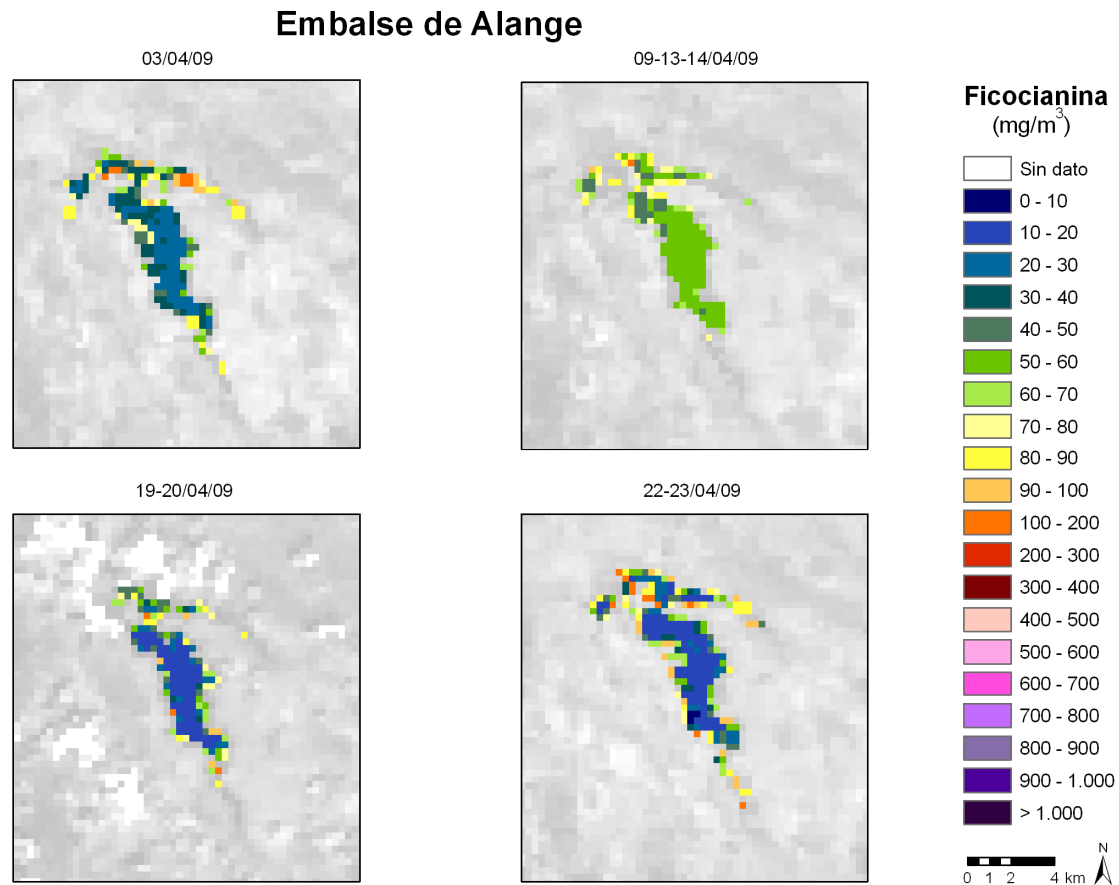 Embalse de Alange
03/04/09
09-13-14/04/09
19-20/04/09
22-23/04/09
Ficocianina
(mg/m³)
Sin dato
0 - 10
10 - 20
20 - 30
30 - 40
40 - 50
50 - 60
60 - 70
70 - 80
80 - 90
90 - 100
100 - 200
200 - 300
300 - 400
400 - 500
500 - 600
600 - 700
700 - 800
800 - 900
900 - 1.000
> 1.000
N
0 1 2 4 km